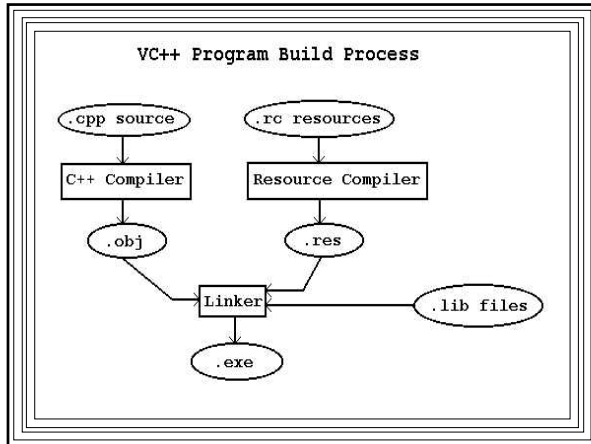 VC++ Program Build Process
.cpp source
.rc resources
C++ Compiler
Resource Compiler
.obj
.res
Linker
.lib files
.exe